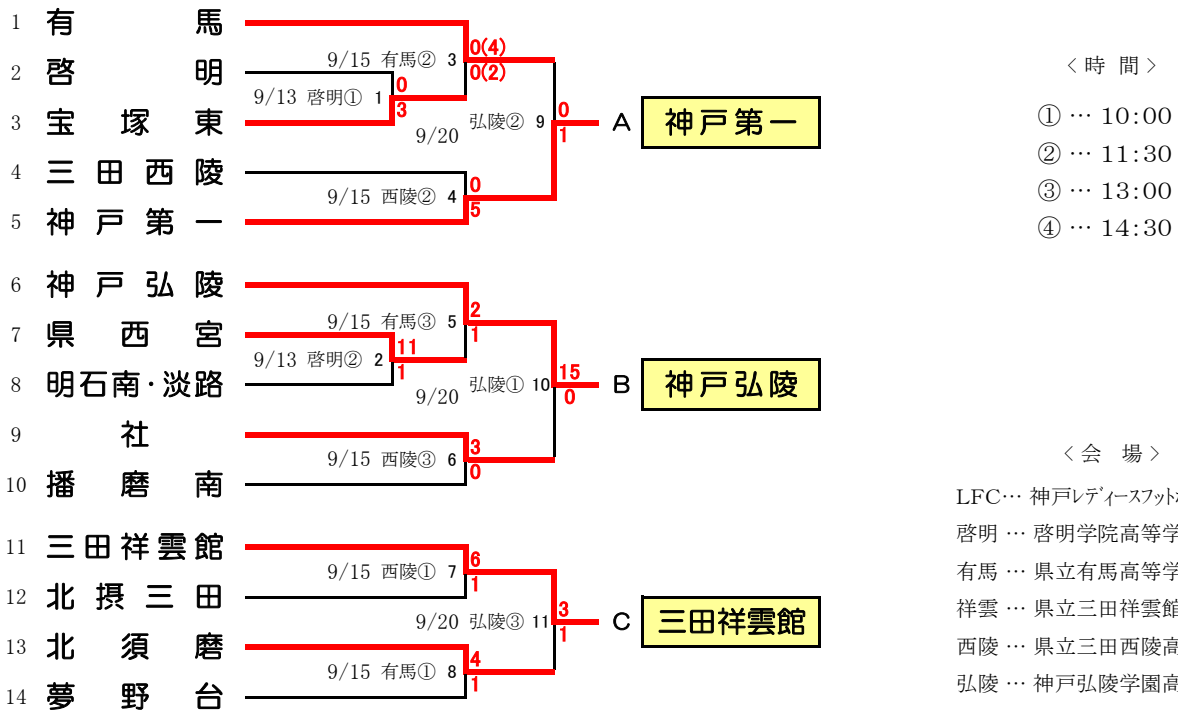 1 有馬
2 啓明
3 宝塚東
4 三田西陵
5 神戸第一
6 神戸弘陵
7 県西宮
8 明石南・淡路
9 社
10 播磨南
11 三田祥雲館
12 北摂三田
13 北須磨
14 夢野台
9/15 有馬② 3
0(4)
0(2)
9/13 啓明① 1
0
3
9/20 弘陵② 9
0
1
9/15 西陵② 4
0
5
A 神戸第一
9/15 有馬③ 5
2
1
9/13 啓明② 2
11
1
9/20 弘陵① 10
15
0
9/15 西陵③ 6
3
0
B 神戸弘陵
9/15 西陵① 7
6
1
9/20 弘陵③ 11
3
1
9/15 有馬① 8
4
1
C 三田祥雲館
〈時 間〉
① … 10:00
② … 11:30
③ … 13:00
④ … 14:30
〈会 場〉
LFC… 神戸レディースフット
啓明 … 啓明学院高等学
有馬 … 県立有馬高等学
祥雲 … 県立三田祥雲館
西陵 … 県立三田西陵高
弘陵 … 神戸弘陵学園高